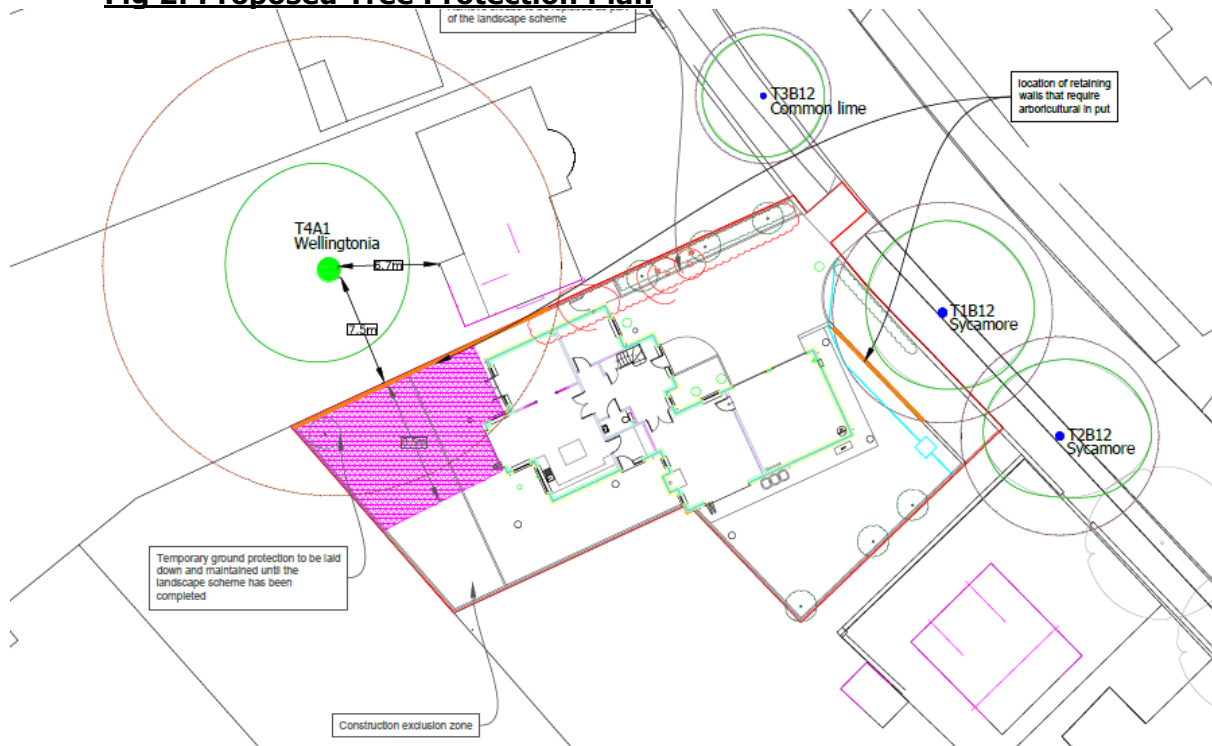 Fig 2: Proposed Tree Protection Plan
of the landscape scheme
T3B12
Common lime
location of retaining
walls that require
arboricultural in put
T4A1
Wellingtonia
6.7m
7.5m
T1B12
Sycamore
T2B12
Sycamore
Temporary ground protection to be laid
down and maintained until the
landscape scheme has been
completed
Construction exclusion zone